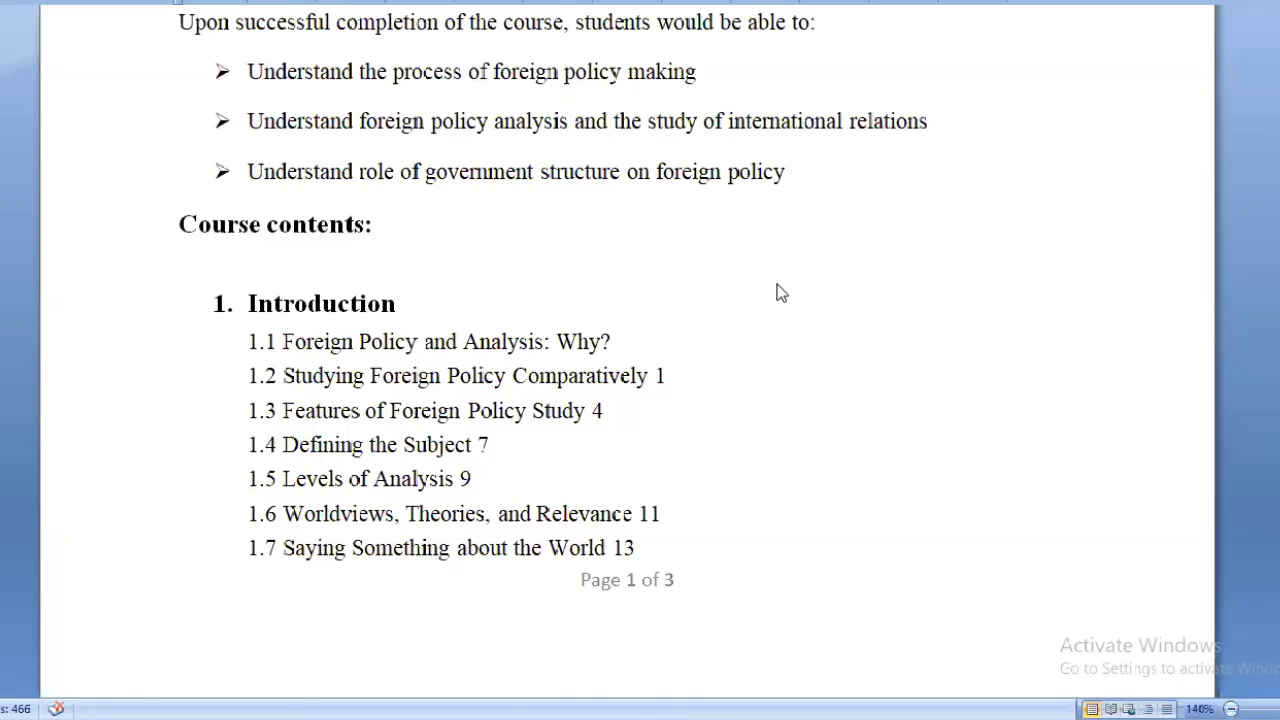 Upon successful completion of the course, students would be able to:
➢ Understand the process of foreign policy making
➢ Understand foreign policy analysis and the study of international relations
➢ Understand role of government structure on foreign policy
Course contents:
1. Introduction
1.1 Foreign Policy and Analysis: Why?
1.2 Studying Foreign Policy Comparatively 1
1.3 Features of Foreign Policy Study 4
1.4 Defining the Subject 7
1.5 Levels of Analysis 9
1.6 Worldviews, Theories, and Relevance 11
1.7 Saying Something about the World 13
Page 1 of 3
Activate Windows
Go to Settings to activate Windo
s: 466
140%